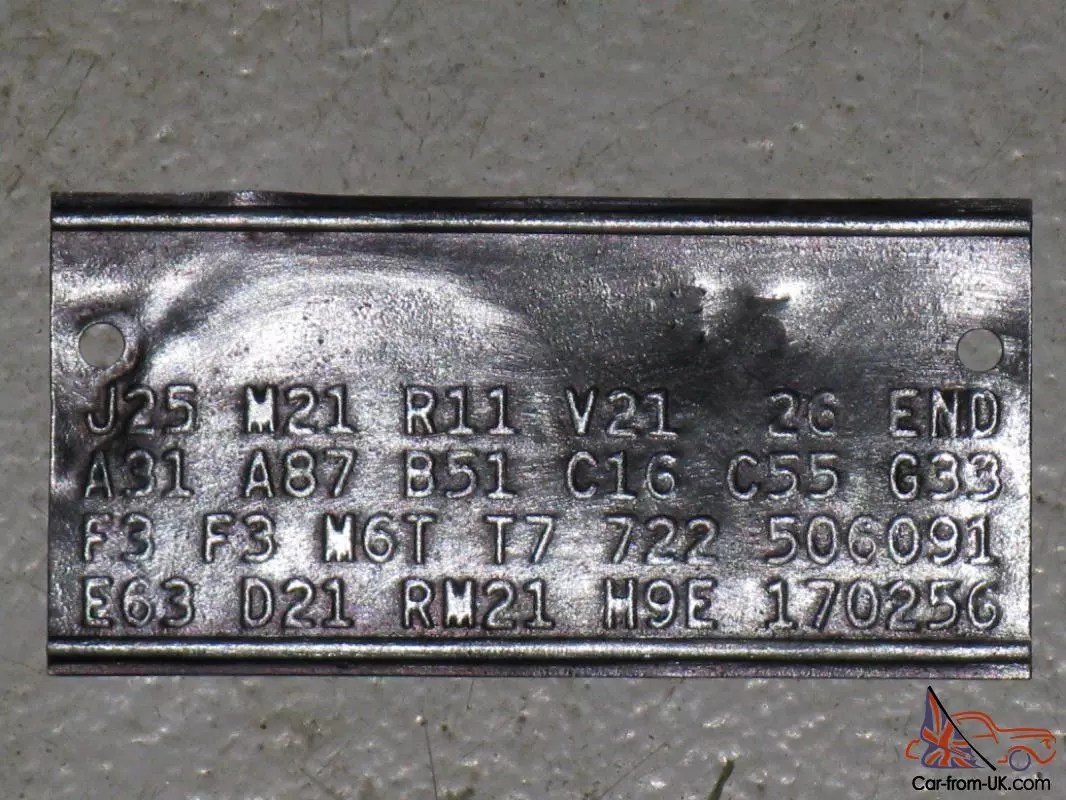 J25 M21 R11 V21 26 END
A31 A87 B51 C16 C55 G33
F3 F3 M6T T7 722 506091
E63 D21 RM21 H9E 170256
Car-from-UK.com